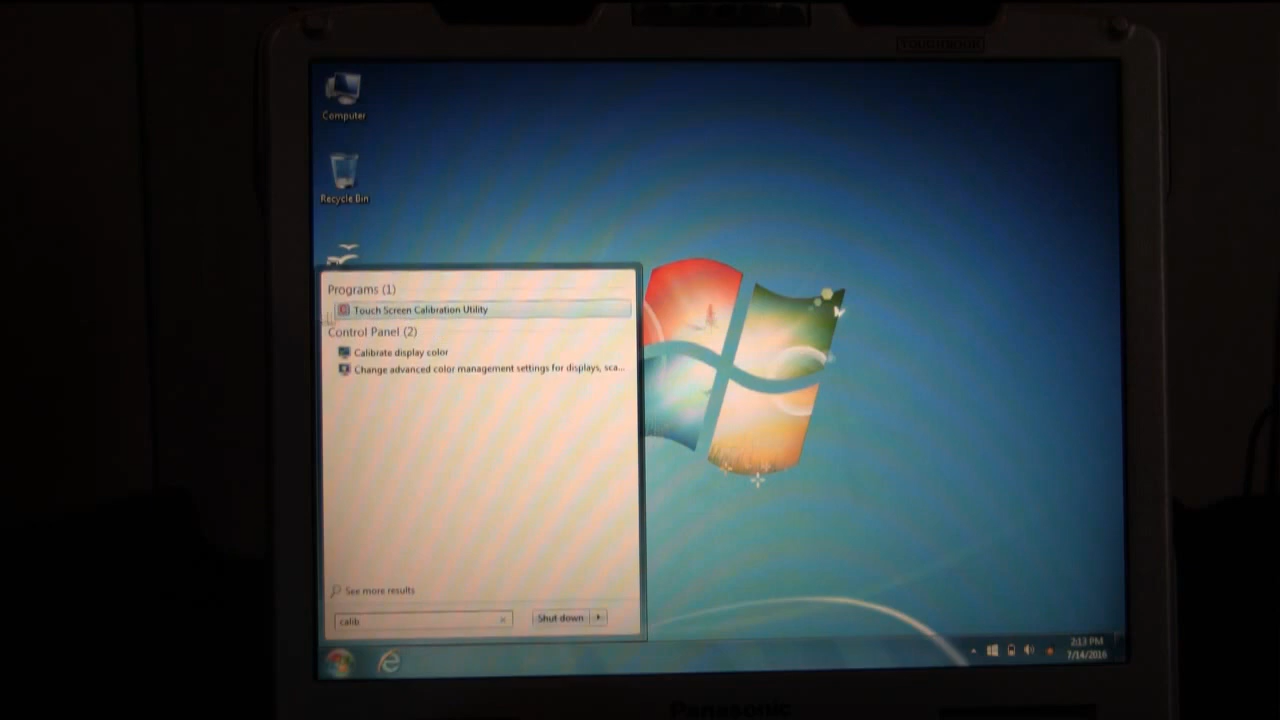 TOUGHBOOK
Computer
Recycle Bin
Programs (1)
Touch Screen Calibration Utility
Control Panel (2)
Calibrate display color
Change advanced color management settings for displays, sca...
See more results
calib
Shut down
2:13 PM
7/14/2016
Panasonic